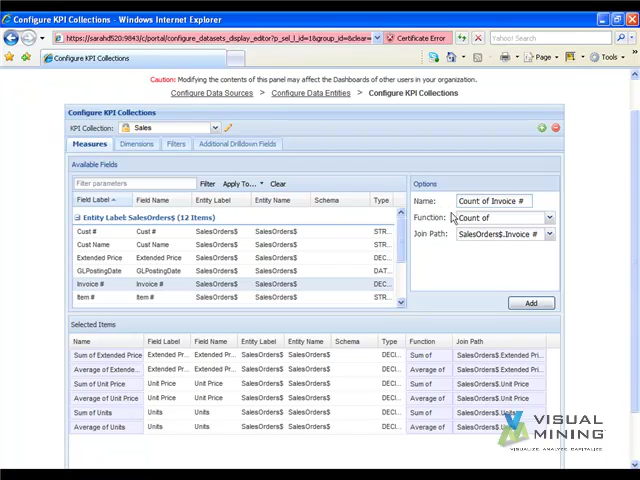 Configure KPI Collections - Windows Internet Explorer
https://sarahd520:9843/c/portal/configure_datasets_display_editor?p_sel_l_id=1&group_id=&clear=
Certificate Error
Configure KPI Collections
Page
Tools
Caution: Modifying the contents of this panel may affect the Dashboards of other users in your organization.
Configure Data Sources > Configure Data Entities > Configure KPI Collections
Configure KPI Collections
KPI Collection: Sales
Measures Dimensions Filters Additional Drilldown Fields
Available Fields
Filter parameters Filter Apply To... Clear
Field Label Field Name Entity Label Entity Name Schema TYPE
Entity Label: SalesOrders$ (12 Items)
Cust # Cust # SalesOrders$ SalesOrders$ STR...
Cust Name Cust Name SalesOrders$ SalesOrders$ STR...
Extended Price Extended Price SalesOrders$ SalesOrders$ DECI...
GLPostingDate GLPostingDate SalesOrders$ SalesOrders$ DAT...
Invoice # Invoice # SalesOrders$ SalesOrders$ DECI...
Item # Item # SalesOrders$ SalesOrders$ STR...
Options
Name: Count of Invoice #
Function: Count of
Join Path: SalesOrders$.Invoice #
Add
Selected Items
Name Field Label Field Name Entity Label Entity Name Schema Type Function Join Path
Sum of Extended Price Extended Pr... Extended Pr... SalesOrders$ SalesOrders$ DECI... Sum of SalesOrders$.Extended Pri...
Average of Extende... Extended Pr... Extended Pr... SalesOrders$ SalesOrders$ DECI... Average of SalesOrders$.Extended Pri...
Sum of Unit Price Unit Price Unit Price SalesOrders$ SalesOrders$ DECI... Sum of SalesOrders$.Unit Price
Average of Unit Price Unit Price Unit Price SalesOrders$ SalesOrders$ DECI... Average of SalesOrders$.Unit Price
Sum of Units Units Units SalesOrders$ SalesOrders$ DECI... Sum of SalesOrders$.Units
Average of Units Units Units SalesOrders$ SalesOrders$ DECI... Average of SalesOrders$.Units
VISUAL
MINING
VISUALIZE ANALYZE CAPITALIZE